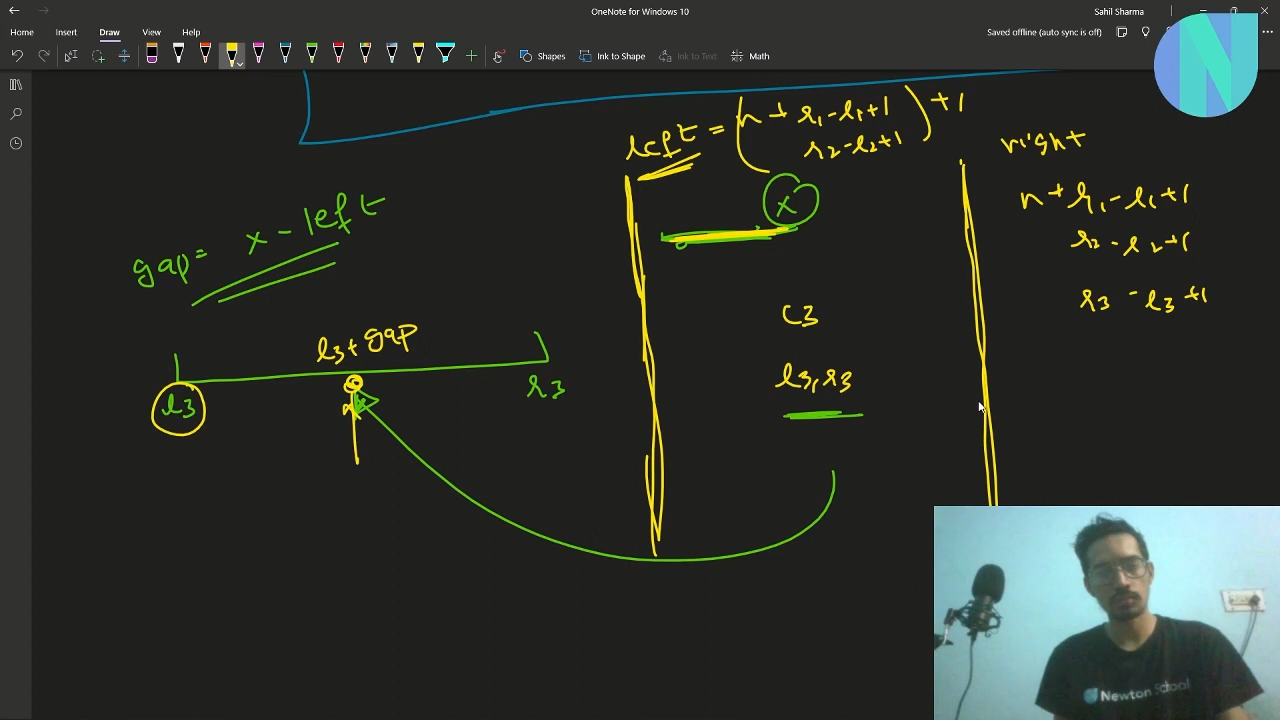 OneNote for Windows 10
Sahil Sharma
Home Insert Draw View Help
Saved offline (auto sync is off)
Shapes Ink to Shape Ink to Text Math
left = (n + r1-l1+1
r2-l2+1) + 1
right
n + r1-l1+1
r2-l2+1
r3-l3+1
gap = x - left
x
l3 + gap
l3
r3
C3
l3, r3
Newton School